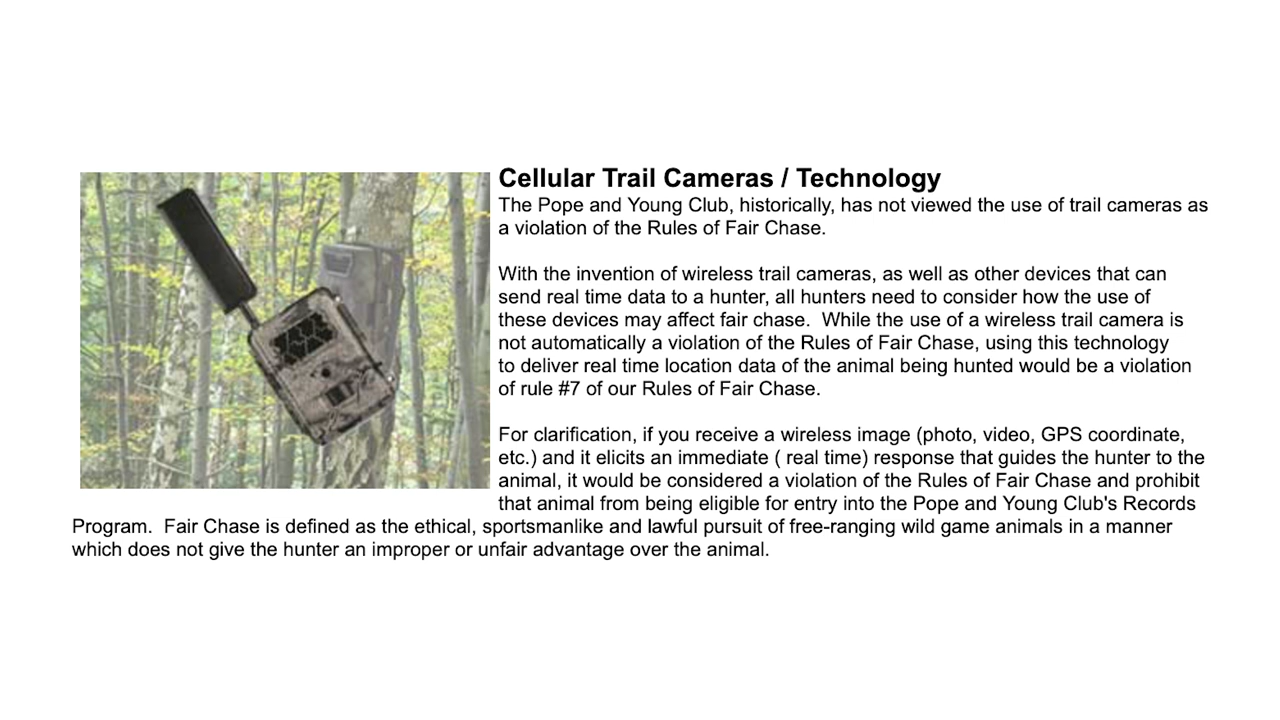 Cellular Trail Cameras / Technology
The Pope and Young Club, historically, has not viewed the use of trail cameras as
a violation of the Rules of Fair Chase.
With the invention of wireless trail cameras, as well as other devices that can
send real time data to a hunter, all hunters need to consider how the use of
these devices may affect fair chase.  While the use of a wireless trail camera is
not automatically a violation of the Rules of Fair Chase, using this technology
to deliver real time location data of the animal being hunted would be a violation
of rule #7 of our Rules of Fair Chase.
For clarification, if you receive a wireless image (photo, video, GPS coordinate,
etc.) and it elicits an immediate ( real time) response that guides the hunter to the
animal, it would be considered a violation of the Rules of Fair Chase and prohibit
that animal from being eligible for entry into the Pope and Young Club's Records
Program.  Fair Chase is defined as the ethical, sportsmanlike and lawful pursuit of free-ranging wild game animals in a manner
which does not give the hunter an improper or unfair advantage over the animal.